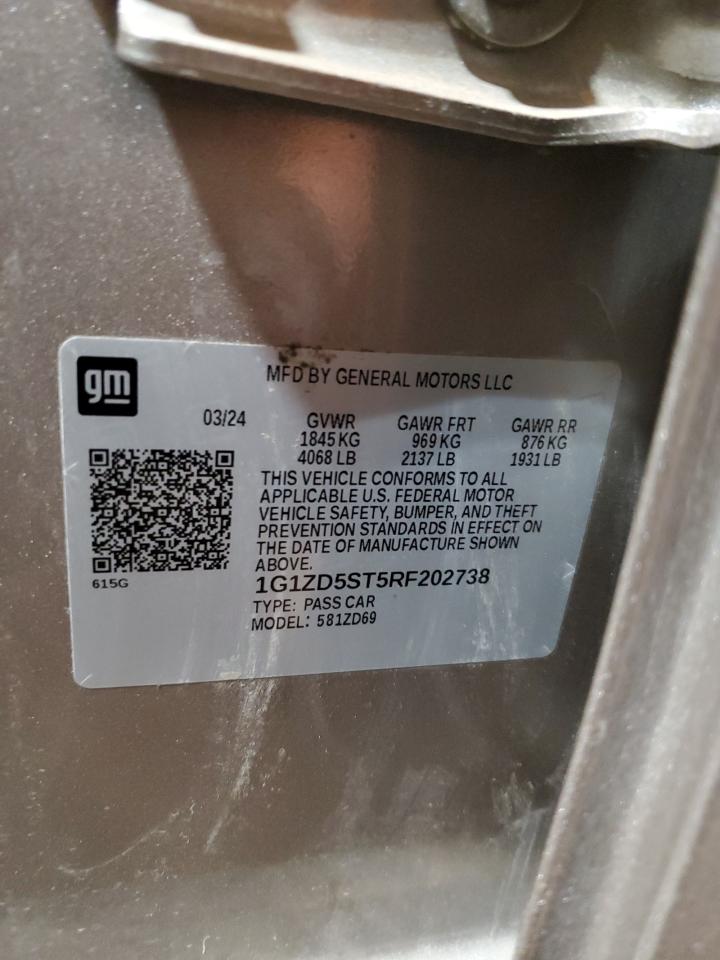 gm
MFD BY GENERAL MOTORS LLC
03/24 GVWR GAWR FRT GAWR RR
1845 KG 969 KG 876 KG
4068 LB 2137 LB 1931 LB
THIS VEHICLE CONFORMS TO ALL
APPLICABLE U.S. FEDERAL MOTOR
VEHICLE SAFETY, BUMPER, AND THEFT
PREVENTION STANDARDS IN EFFECT ON
THE DATE OF MANUFACTURE SHOWN
ABOVE.
615G
1G1ZD5ST5RF202738
TYPE: PASS CAR
MODEL: 581ZD69